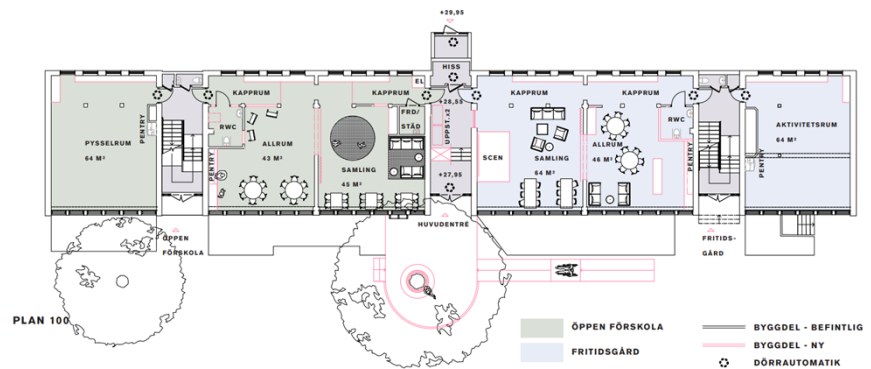 +29,95
HISS
EL
KAPPRUM
KAPPRUM
KAPPRUM
KAPPRUM
+28,55
FRD/
STÄD
UPPST.
RWC
RWC
PENTRY
PYSSELRUM
64 M²
ALLRUM
43 M²
PENTRY
SAMLING
45 M²
+27,95
SCEN
SAMLING
64 M²
ALLRUM
46 M²
PENTRY
PENTRY
AKTIVITETSRUM
64 M²
ÖPPEN
FÖRSKOLA
HUVUDENTRÉ
FRITIDS-
GÅRD
PLAN 100
ÖPPEN FÖRSKOLA
FRITIDSGÅRD
BYGGDEL - BEFINTLIG
BYGGDEL - NY
DÖRRAUTOMATIK